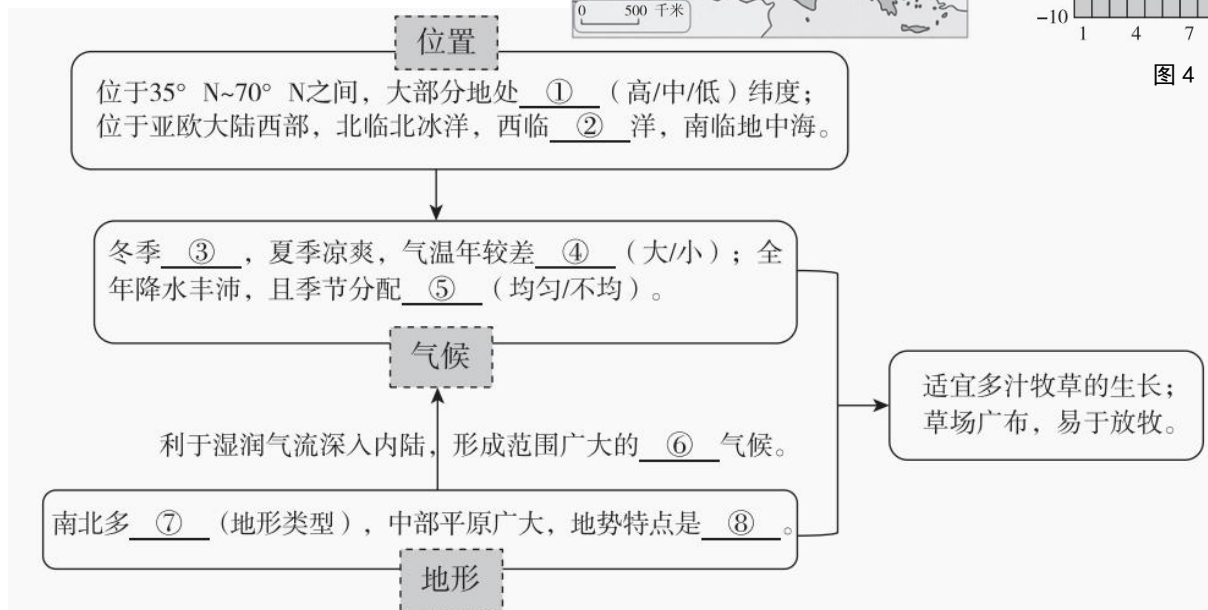 0 500 千米
-10
1 4 7
图 4
位置
位于35° N~70° N之间，大部分地处 ① （高/中/低）纬度；
位于亚欧大陆西部，北临北冰洋，西临 ② 洋，南临地中海。
冬季 ③ ，夏季凉爽，气温年较差 ④ （大/小）；全
年降水丰沛，且季节分配 ⑤ （均匀/不均）。
气候
适宜多汁牧草的生长；
草场广布，易于放牧。
利于湿润气流深入内陆，形成范围广大的 ⑥ 气候。
南北多 ⑦ （地形类型），中部平原广大，地势特点是 ⑧ 。
地形